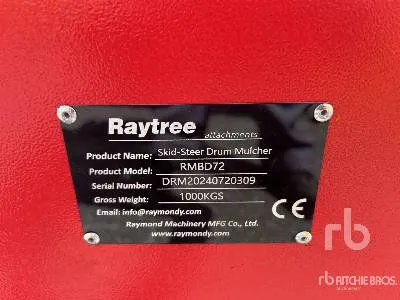 Raytree attachments
Product Name: Skid-Steer Drum Mulcher
Product Model: RMBD72
Serial Number: DRM20240720309
Gross Weight: 1000KGS
Email: info@raymondy.com
CE
Raymond Machinery MFG Co., Ltd.
www.raymondy.com
rb
rb RITCHIE BROS.